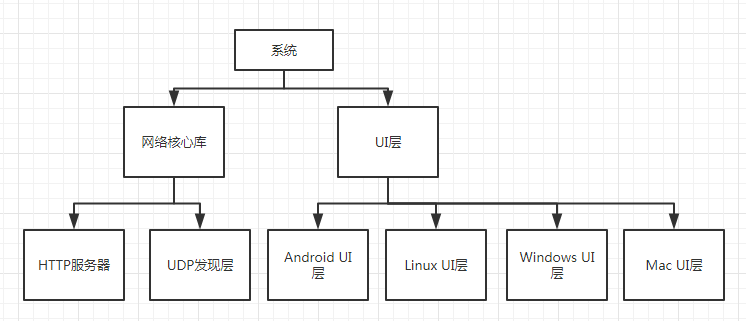 系统
网络核心库
UI层
HTTP服务器
UDP发现层
Android UI
层
Linux UI层
Windows UI
层
Mac UI层